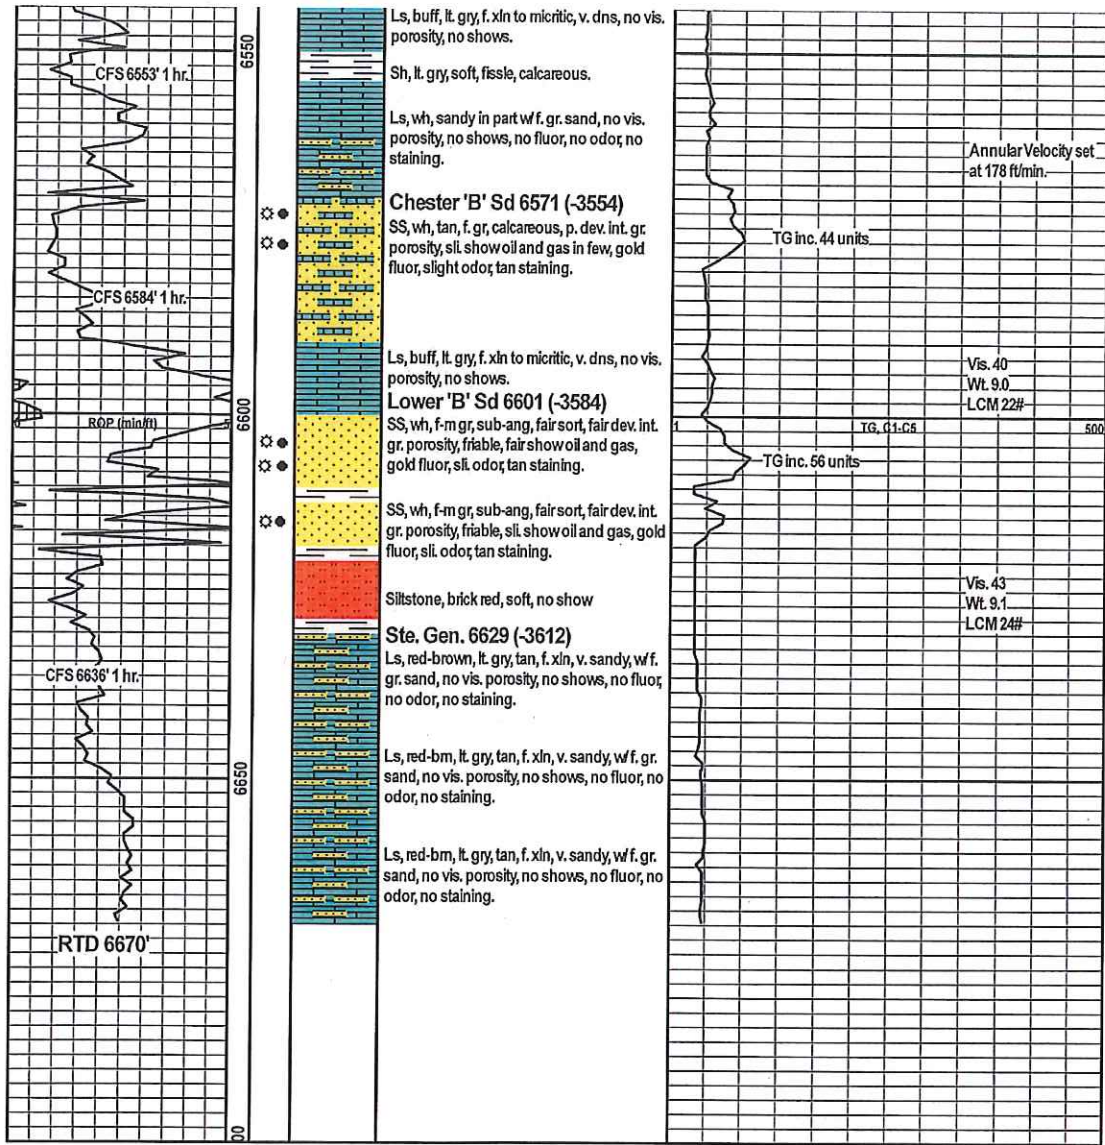 Ls, buff, lt. gry, f. xln to micritic, v. dns, no vis.
porosity, no shows.
6550
CFS 6553' 1 hr.
Sh, lt. gry, soft, fissle, calcareous.
Ls, wh, sandy in part w/ f. gr. sand, no vis.
porosity, no shows, no fluor, no odor, no
staining.
Annular Velocity set
at 178 ft/min.
Chester 'B' Sd 6571 (-3554)
SS, wh, tan, f. gr, calcareous, p. dev. int. gr.
porosity, sli. show oil and gas in few, gold
fluor, slight odor, tan staining.
TG inc. 44 units
CFS 6584' 1 hr.
Ls, buff, lt. gry, f. xln to micritic, v. dns, no vis.
porosity, no shows.
Vis. 40
Wt. 9.0
LCM 22#
Lower 'B' Sd 6601 (-3584)
6600
ROP (min/ft)
1 TG, C1-C5 500
SS, wh, f-m gr, sub-ang, fair sort, fair dev. int.
gr. porosity, friable, fair show oil and gas,
gold fluor, sli. odor, tan staining.
TG inc. 56 units
SS, wh, f-m gr, sub-ang, fair sort, fair dev. int.
gr. porosity, friable, sli. show oil and gas, gold
fluor, sli. odor, tan staining.
Siltstone, brick red, soft, no show
Vis. 43
Wt. 9.1
LCM 24#
Ste. Gen. 6629 (-3612)
Ls, red-brown, lt. gry, tan, f. xln, v. sandy, w/ f.
gr. sand, no vis. porosity, no shows, no fluor,
no odor, no staining.
CFS 6636' 1 hr.
6650
Ls, red-brn, lt. gry, tan, f. xln, v. sandy, w/ f. gr.
sand, no vis. porosity, no shows, no fluor, no
odor, no staining.
Ls, red-brn, lt. gry, tan, f. xln, v. sandy, w/ f. gr.
sand, no vis. porosity, no shows, no fluor, no
odor, no staining.
RTD 6670'
00